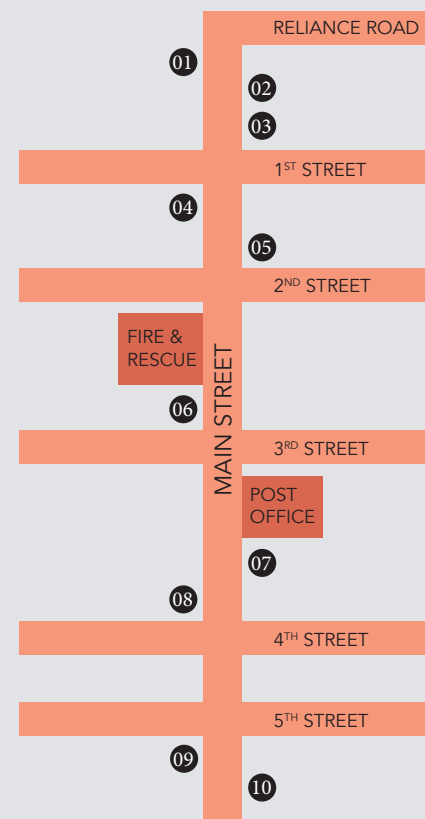 RELIANCE ROAD
01
02
03
1ST STREET
04
05
2ND STREET
FIRE &
RESCUE
MAIN STREET
06
3RD STREET
POST
OFFICE
07
08
4TH STREET
5TH STREET
09
10